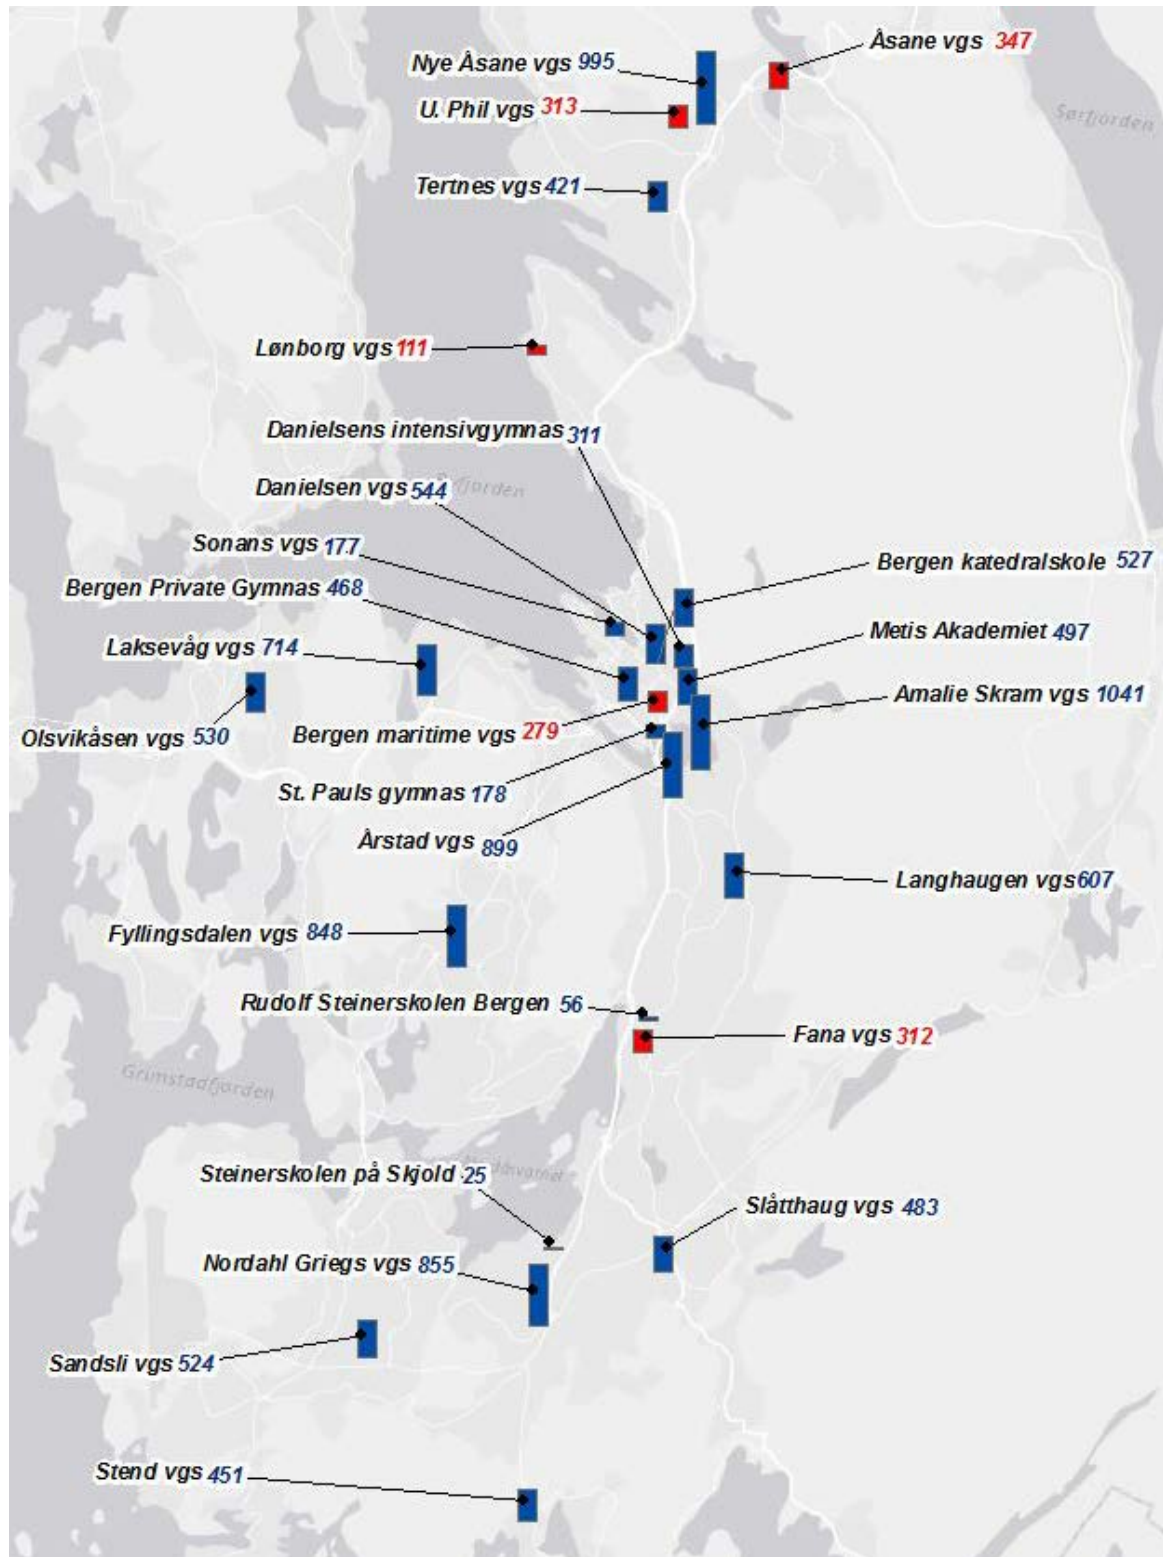 Åsane vgs 347
Nye Åsane vgs 995
U. Phil vgs 313
Sørfjorden
Tertnes vgs 421
Lønborg vgs 111
Danielsens intensivgymnas 311
Danielsen vgs 544
Sonans vgs 177
Bergen katedralskole 527
Bergen Private Gymnas 468
Metis Akademiet 497
Laksevåg vgs 714
Amalie Skram vgs 1041
Olsvikåsen vgs 530
Bergen maritime vgs 279
St. Pauls gymnas 178
Årstad vgs 899
Langhaugen vgs 607
Fyllingsdalen vgs 848
Rudolf Steinerskolen Bergen 56
Fana vgs 312
Grimstadfjorden
Steinerskolen på Skjold 25
Slåtthaug vgs 483
Nordahl Griegs vgs 855
Sandsli vgs 524
Stend vgs 451